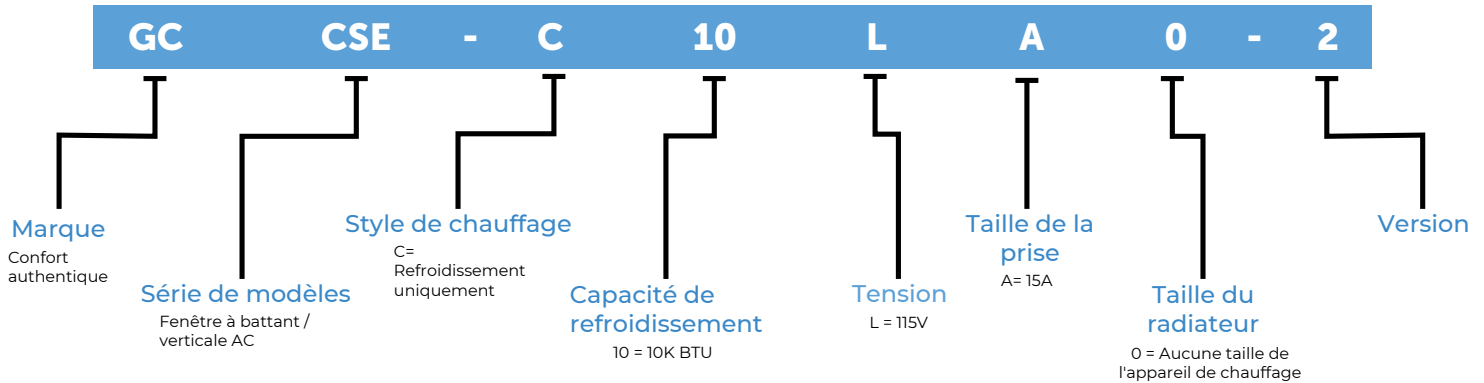 GC CSE - C 10 L A 0 - 2
Marque
Confort
authentique
Série de modèles
Fenêtre à battant /
verticale AC
Style de chauffage
C=
Refroidissement
uniquement
Capacité de
refroidissement
10 = 10K BTU
Tension
L = 115V
Taille de la
prise
A= 15A
Taille du
radiateur
0 = Aucune taille de
l'appareil de chauffage
Version